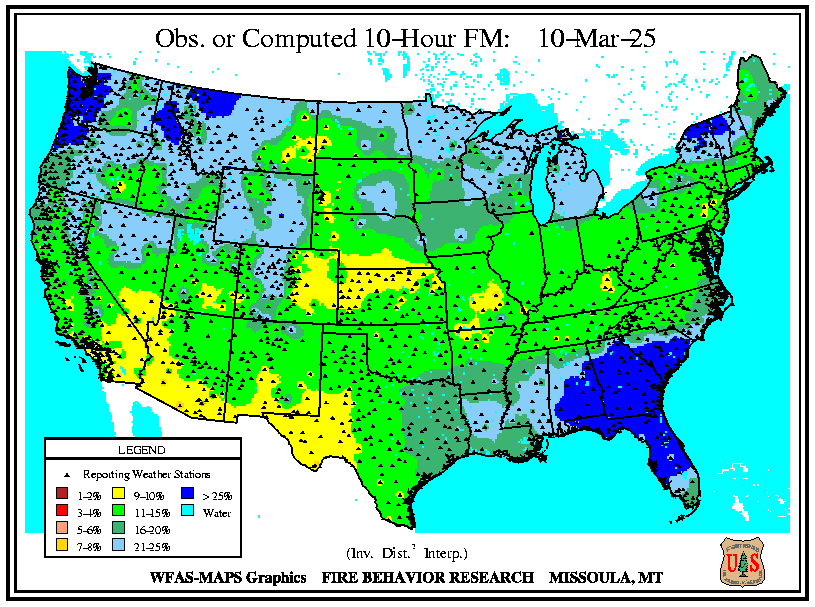 Obs. or Computed 10-Hour FM: 10-Mar-25
LEGEND
Reporting Weather Stations
1-2% 9-10% > 25%
3-4% 11-15% Water
5-6% 16-20%
7-8% 21-25%
(Inv. Dist.² Interp.)
WFAS-MAPS Graphics FIRE BEHAVIOR RESEARCH MISSOULA, MT
U S